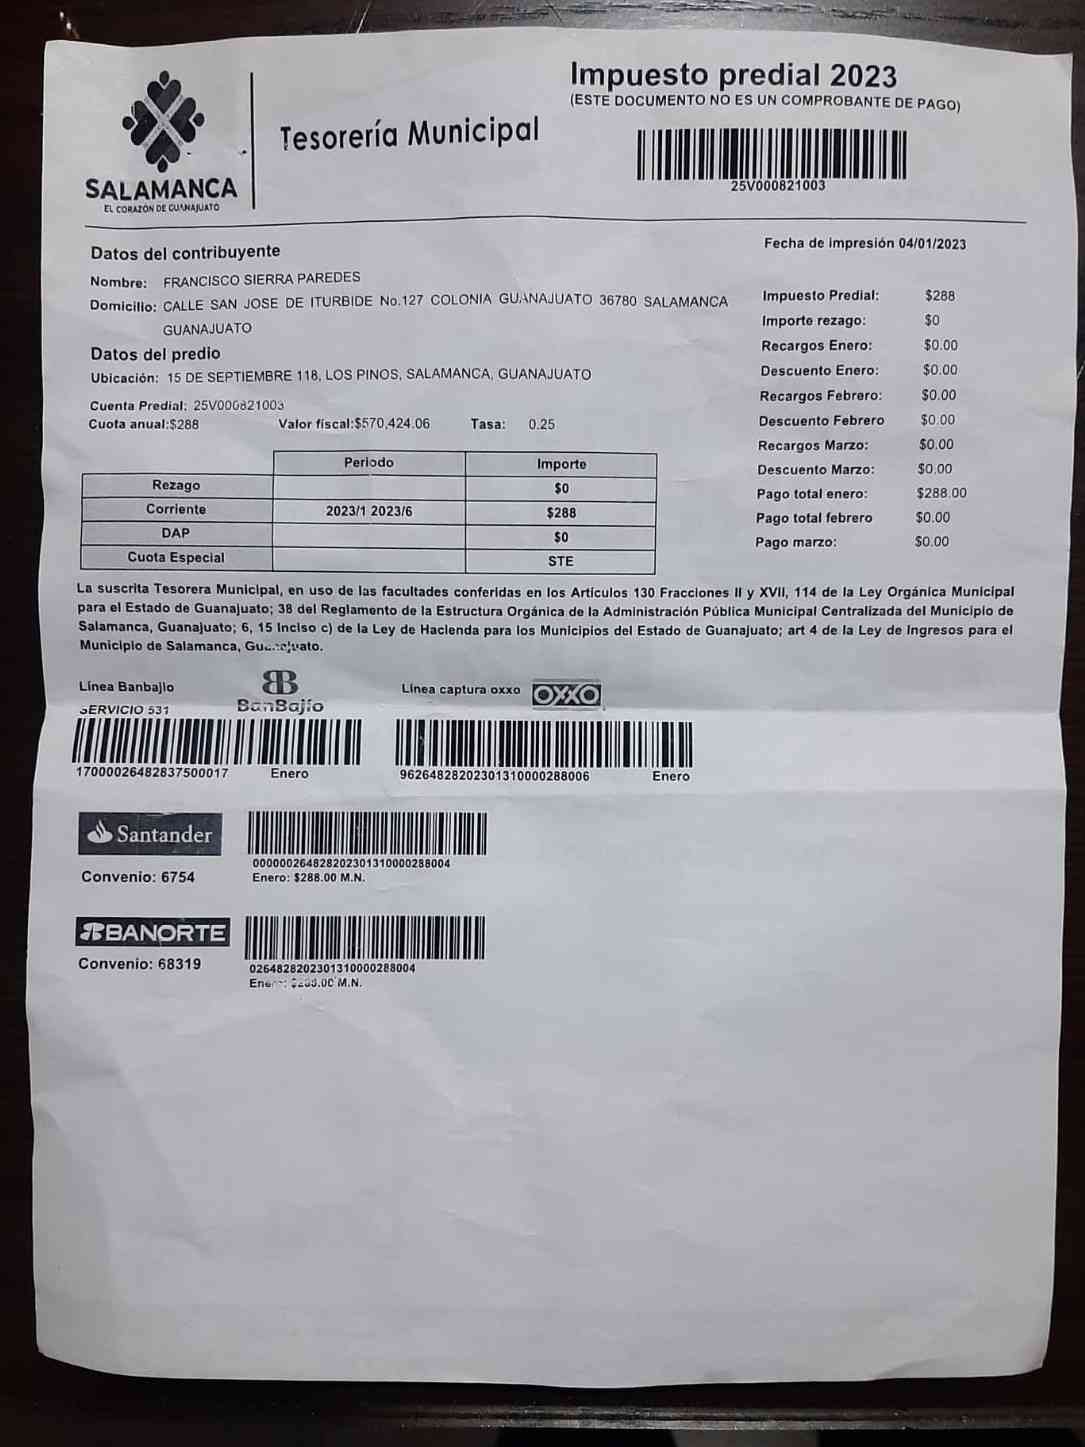 Impuesto predial 2023
(ESTE DOCUMENTO NO ES UN COMPROBANTE DE PAGO)
Tesorería Municipal
25V000821003
SALAMANCA
EL CORAZÓN DE GUANAJUATO
Fecha de impresión 04/01/2023
Datos del contribuyente
Nombre: FRANCISCO SIERRA PAREDES
Domicilio: CALLE SAN JOSE DE ITURBIDE No.127 COLONIA GUANAJUATO 36780 SALAMANCA
GUANAJUATO
Datos del predio
Ubicación: 15 DE SEPTIEMBRE 118, LOS PINOS, SALAMANCA, GUANAJUATO
Cuenta Predial: 25V000821003
Cuota anual:$288 Valor fiscal:$570,424.06 Tasa: 0.25
Impuesto Predial: $288
Importe rezago: $0
Recargos Enero: $0.00
Descuento Enero: $0.00
Recargos Febrero: $0.00
Descuento Febrero $0.00
Recargos Marzo: $0.00
Descuento Marzo: $0.00
Pago total enero: $288.00
Pago total febrero $0.00
Pago marzo: $0.00
Periodo Importe
Rezago $0
Corriente 2023/1 2023/6 $288
DAP $0
Cuota Especial STE
La suscrita Tesorera Municipal, en uso de las facultades conferidas en los Artículos 130 Fracciones II y XVII, 114 de la Ley Orgánica Municipal
para el Estado de Guanajuato; 38 del Reglamento de la Estructura Orgánica de la Administración Pública Municipal Centralizada del Municipio de
Salamanca, Guanajuato; 6, 15 Inciso c) de la Ley de Hacienda para los Municipios del Estado de Guanajuato; art 4 de la Ley de Ingresos para el
Municipio de Salamanca, Guanajuato.
Línea Banbajío BanBajío Línea captura oxxo OXXO
SERVICIO 531
17000026482837500017 Enero 96264828202301310000288006 Enero
Santander
000000264828202301310000288004
Convenio: 6754 Enero: $288.00 M.N.
BANORTE
Convenio: 68319 0264828202301310000288004
Enero: $288.00 M.N.